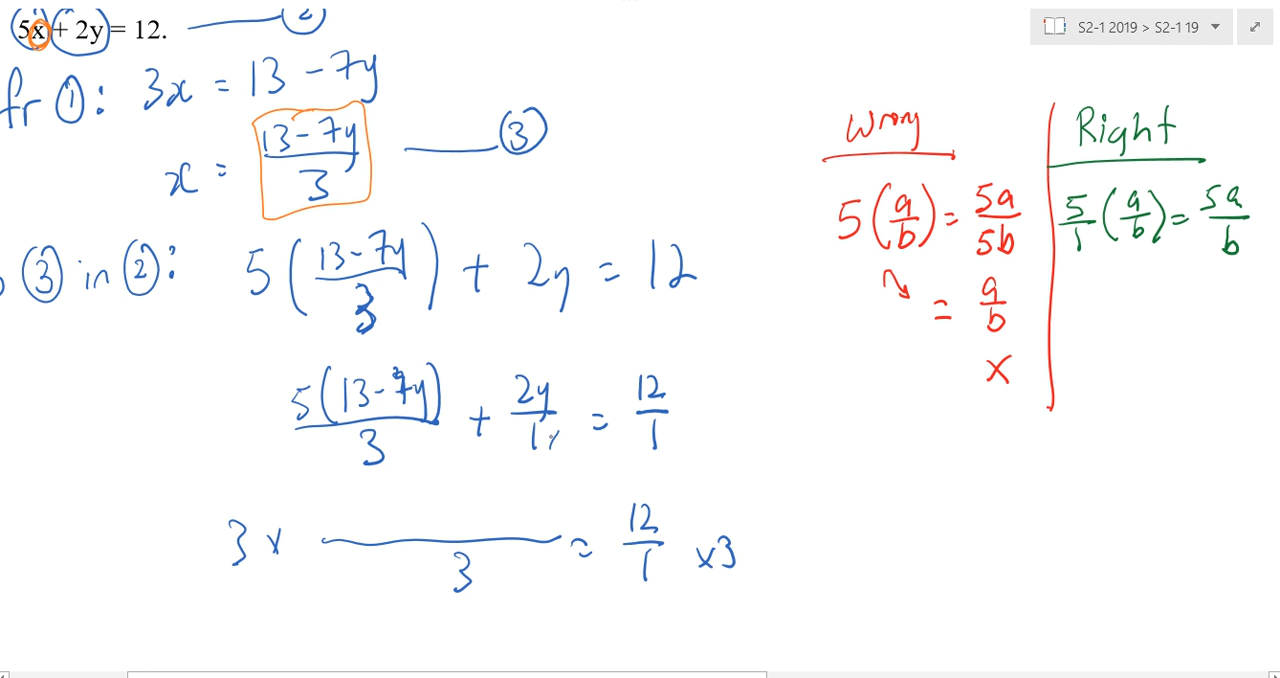 5x + 2y = 12. ② 
S2-1 2019 > S2-1 19
fr ①: 3x = 13 - 7y
x = (13 - 7y)/3 ③
③ in ②: 5((13 - 7y)/3) + 2y = 12
5(13 - 7y)/3 + 2y/1 = 12/1
3 × ____/3 = 12/1 ×3
Wrong
5(a/b) = 5a/5b
= a/b
×
Right
5/1 (a/b) = 5a/b